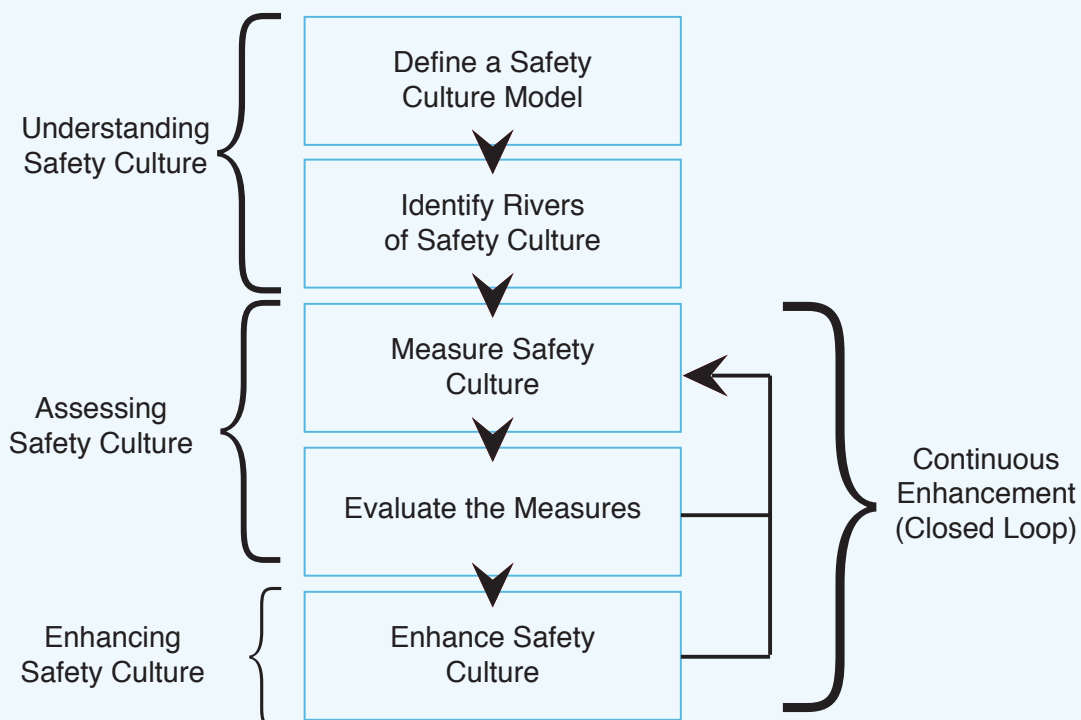 Understanding
Safety Culture
Define a Safety
Culture Model
Identify Rivers
of Safety Culture
Assessing
Safety Culture
Measure Safety
Culture
Evaluate the Measures
Enhancing
Safety Culture
Enhance Safety
Culture
Continuous
Enhancement
(Closed Loop)